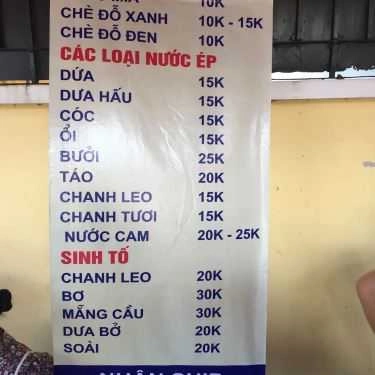 10K
CHÈ ĐỖ XANH 10K - 15K
CHÈ ĐỖ ĐEN 10K
CÁC LOẠI NƯỚC ÉP
DỨA 15K
DƯA HẤU 15K
CÓC 15K
ỔI 15K
BƯỞI 25K
TÁO 20K
CHANH LEO 15K
CHANH TƯƠI 15K
NƯỚC CAM 20K - 25K
SINH TỐ
CHANH LEO 20K
BƠ 30K
MÃNG CẦU 30K
DƯA BỞ 20K
SOÀI 20K